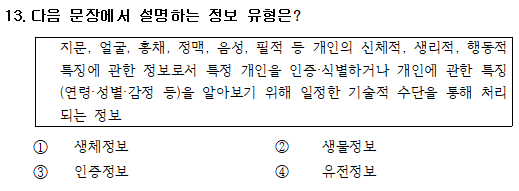 13. 다음 문장에서 설명하는 정보 유형은?
지문, 얼굴, 홍채, 정맥, 음성, 필적 등 개인의 신체적, 생리적, 행동적
특징에 관한 정보로서 특정 개인을 인증·식별하거나 개인에 관한 특징
(연령·성별·감정 등)을 알아보기 위해 일정한 기술적 수단을 통해 처리
되는 정보
① 생체정보 ② 생물정보
③ 인증정보 ④ 유전정보